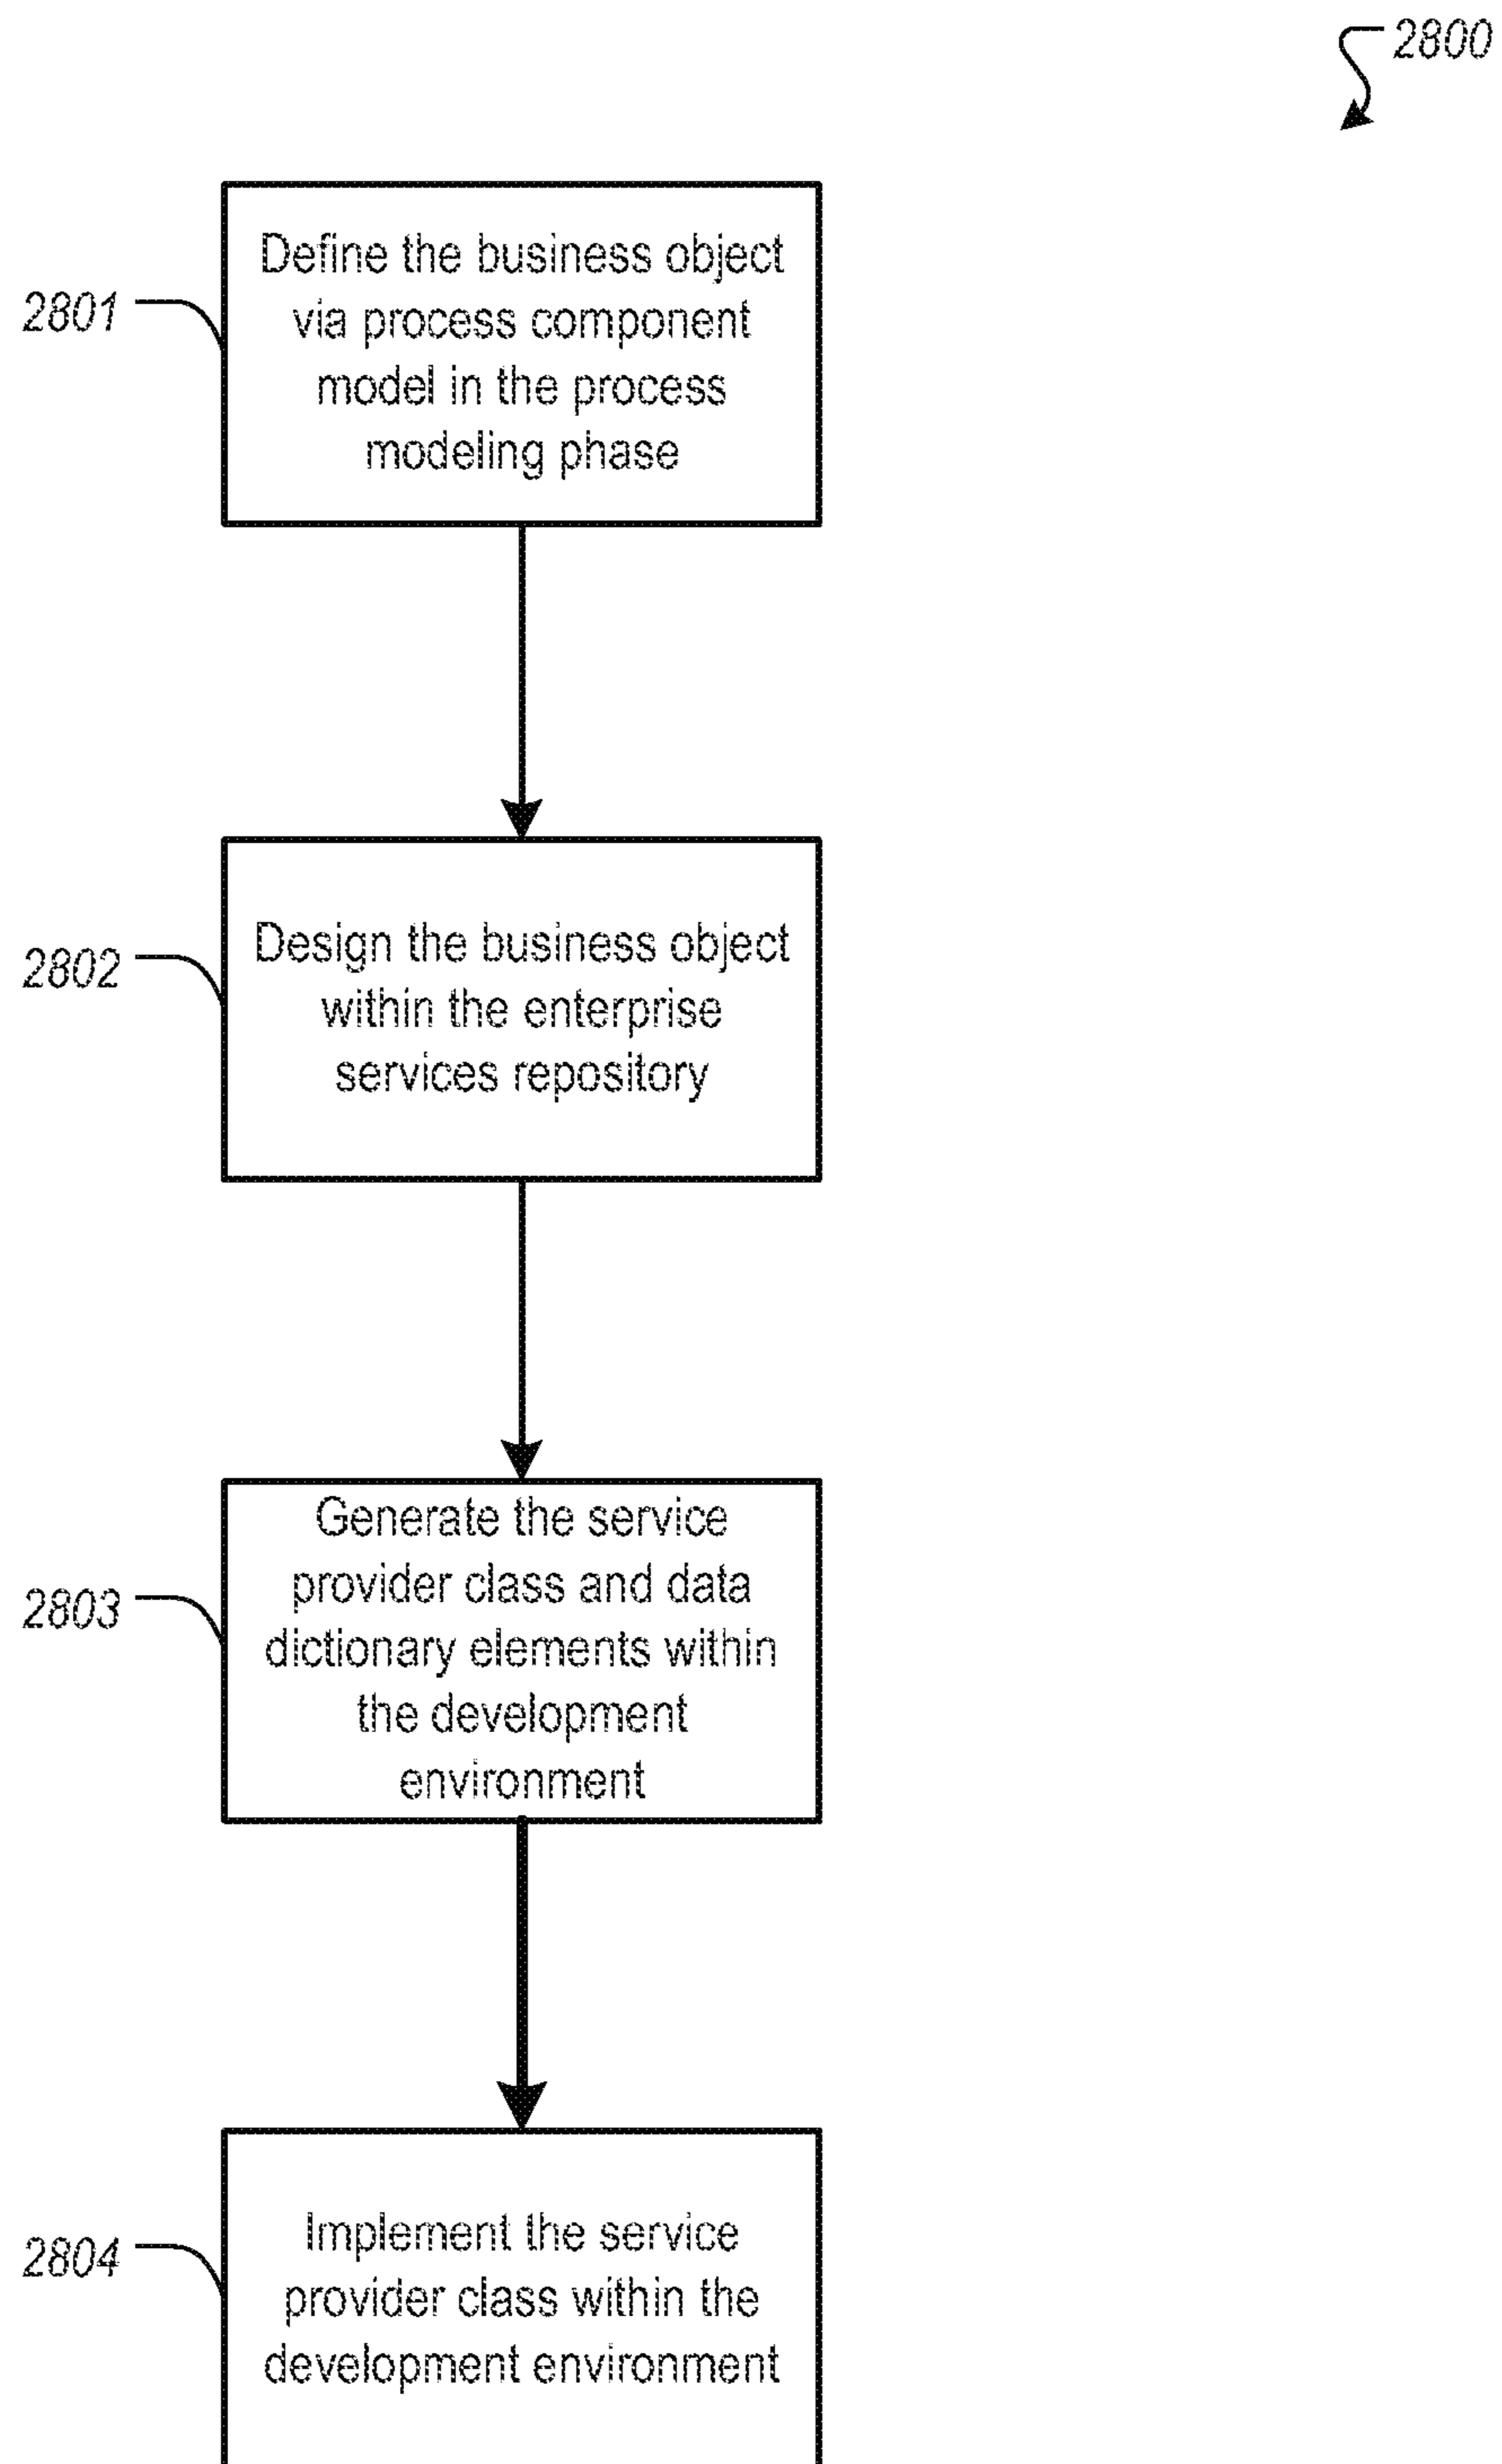 2800
Define the business object
via process component
model in the process
modeling phase
2801
Design the business object
within the enterprise
services repository
2802
Generate the service
provider class and data
dictionary elements within
the development
environment
2803
Implement the service
provider class within the
development environment
2804